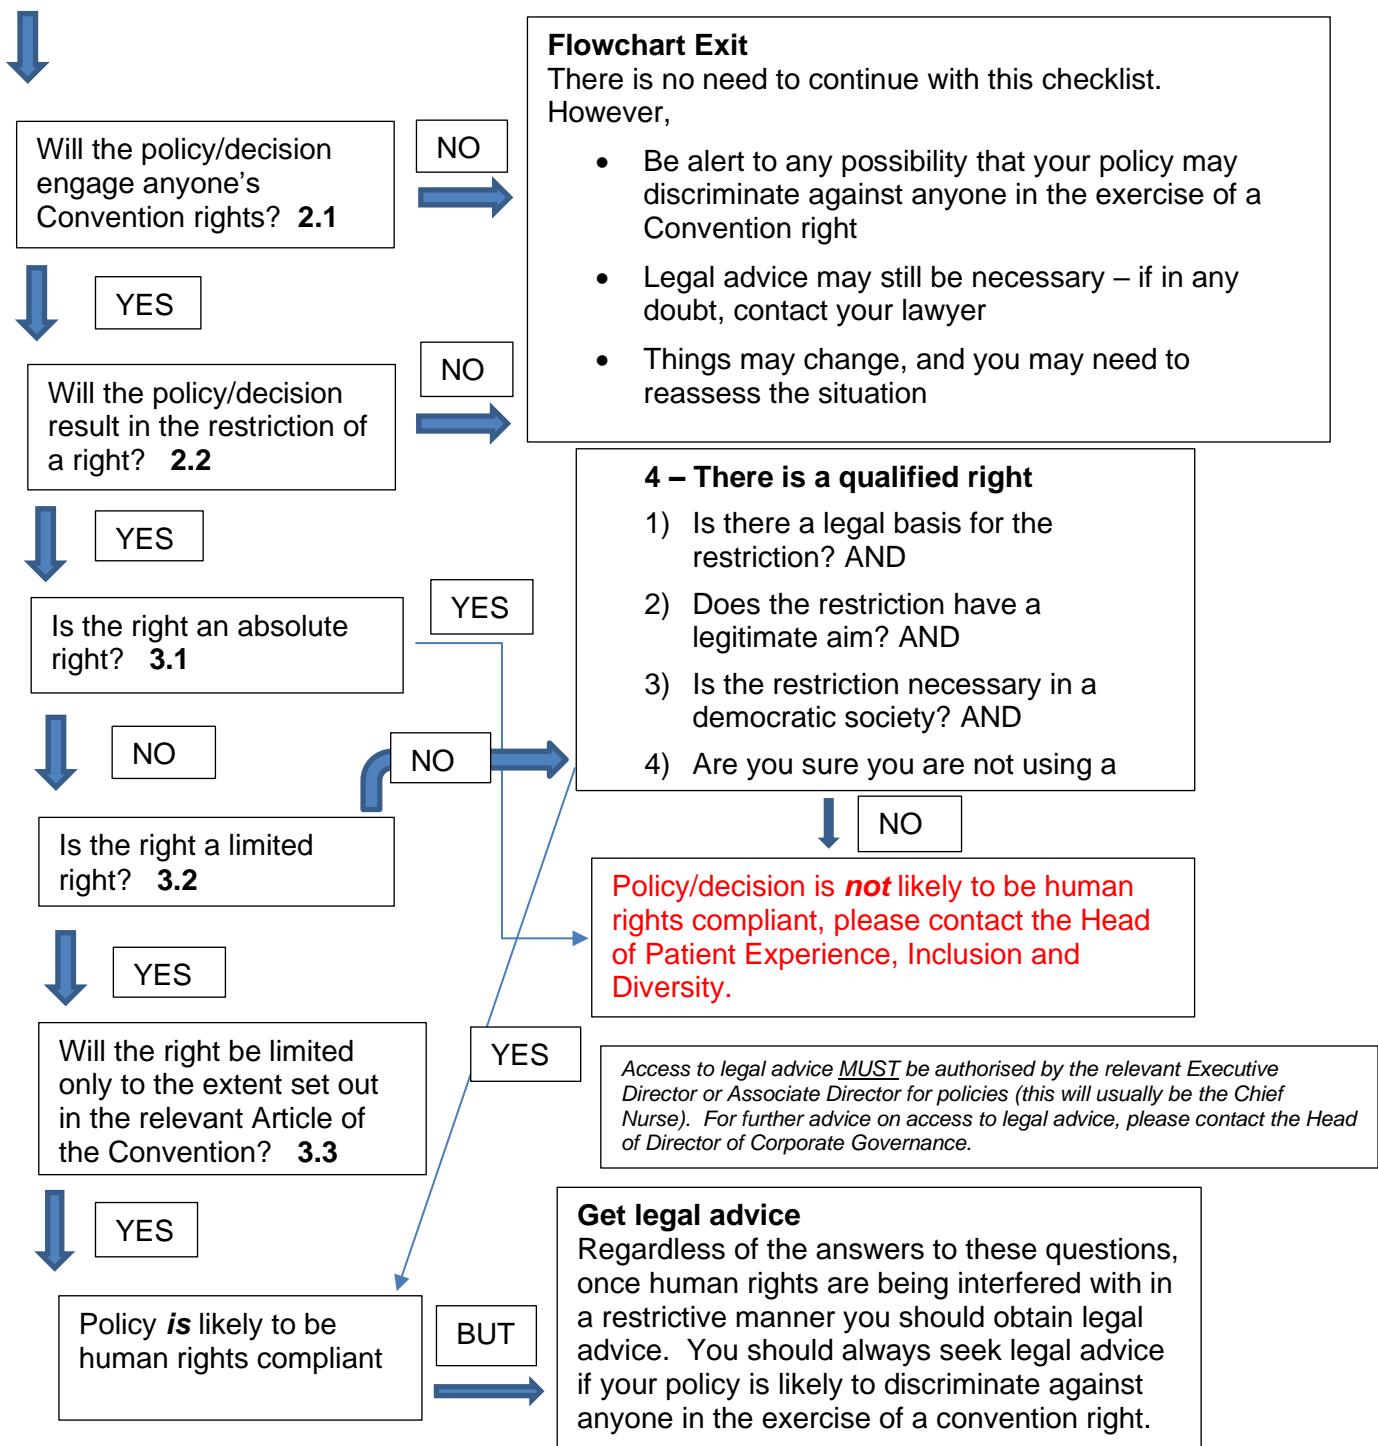 Flowchart Exit
There is no need to continue with this checklist.
However,
• Be alert to any possibility that your policy may
discriminate against anyone in the exercise of a
Convention right
• Legal advice may still be necessary – if in any
doubt, contact your lawyer
• Things may change, and you may need to
reassess the situation
Will the policy/decision
engage anyone’s
Convention rights? 2.1
NO
YES
Will the policy/decision
result in the restriction of
a right? 2.2
NO
YES
4 – There is a qualified right
1) Is there a legal basis for the
restriction? AND
2) Does the restriction have a
legitimate aim? AND
3) Is the restriction necessary in a
democratic society? AND
4) Are you sure you are not using a
Is the right an absolute
right? 3.1
YES
NO
NO
Is the right a limited
right? 3.2
NO
Policy/decision is not likely to be human
rights compliant, please contact the Head
of Patient Experience, Inclusion and
Diversity.
YES
Will the right be limited
only to the extent set out
in the relevant Article of
the Convention? 3.3
YES
Access to legal advice MUST be authorised by the relevant Executive
Director or Associate Director for policies (this will usually be the Chief
Nurse). For further advice on access to legal advice, please contact the Head
of Director of Corporate Governance.
YES
Policy is likely to be
human rights compliant
BUT
Get legal advice
Regardless of the answers to these questions,
once human rights are being interfered with in
a restrictive manner you should obtain legal
advice. You should always seek legal advice
if your policy is likely to discriminate against
anyone in the exercise of a convention right.